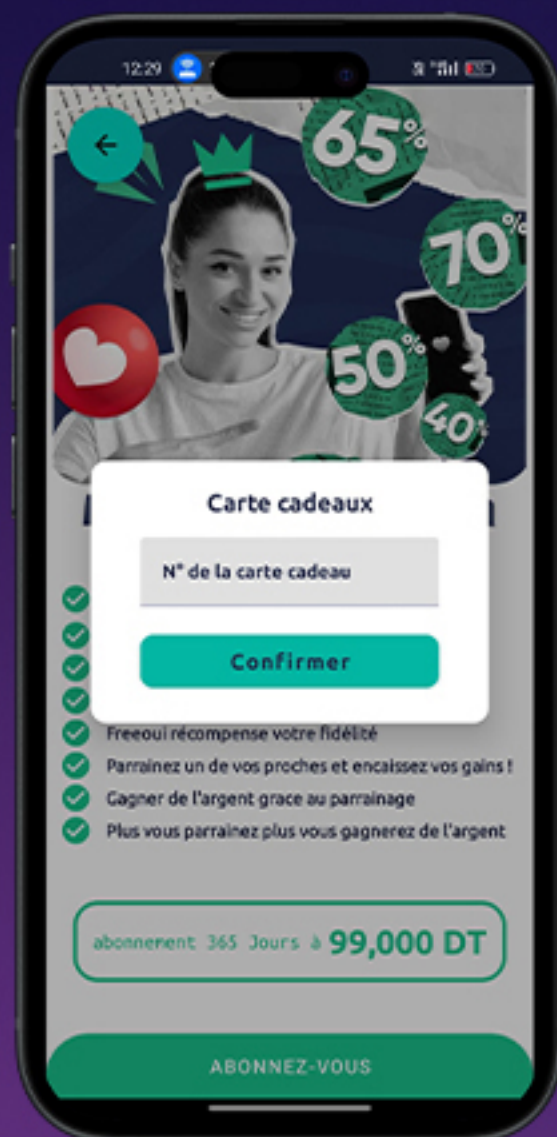 12:29
65%
70%
50%
40%
Carte cadeaux
N° de la carte cadeau
Confirmer
Freeoui récompense votre fidélité
Parrainez un de vos proches et encaissez vos gains !
Gagner de l'argent grace au parrainage
Plus vous parrainez plus vous gagnerez de l'argent
abonnement 365 Jours à 99,000 DT
ABONNEZ-VOUS